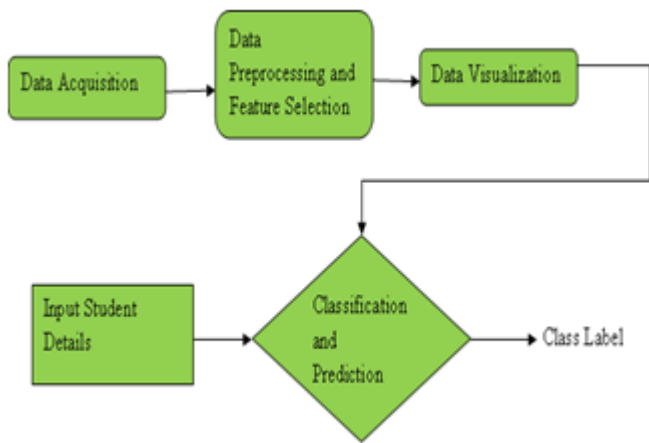 Data Acquisition
Data
Preprocessing and
Feature Selection
Data Visualization
Input Student
Details
Classification
and
Prediction
Class Label